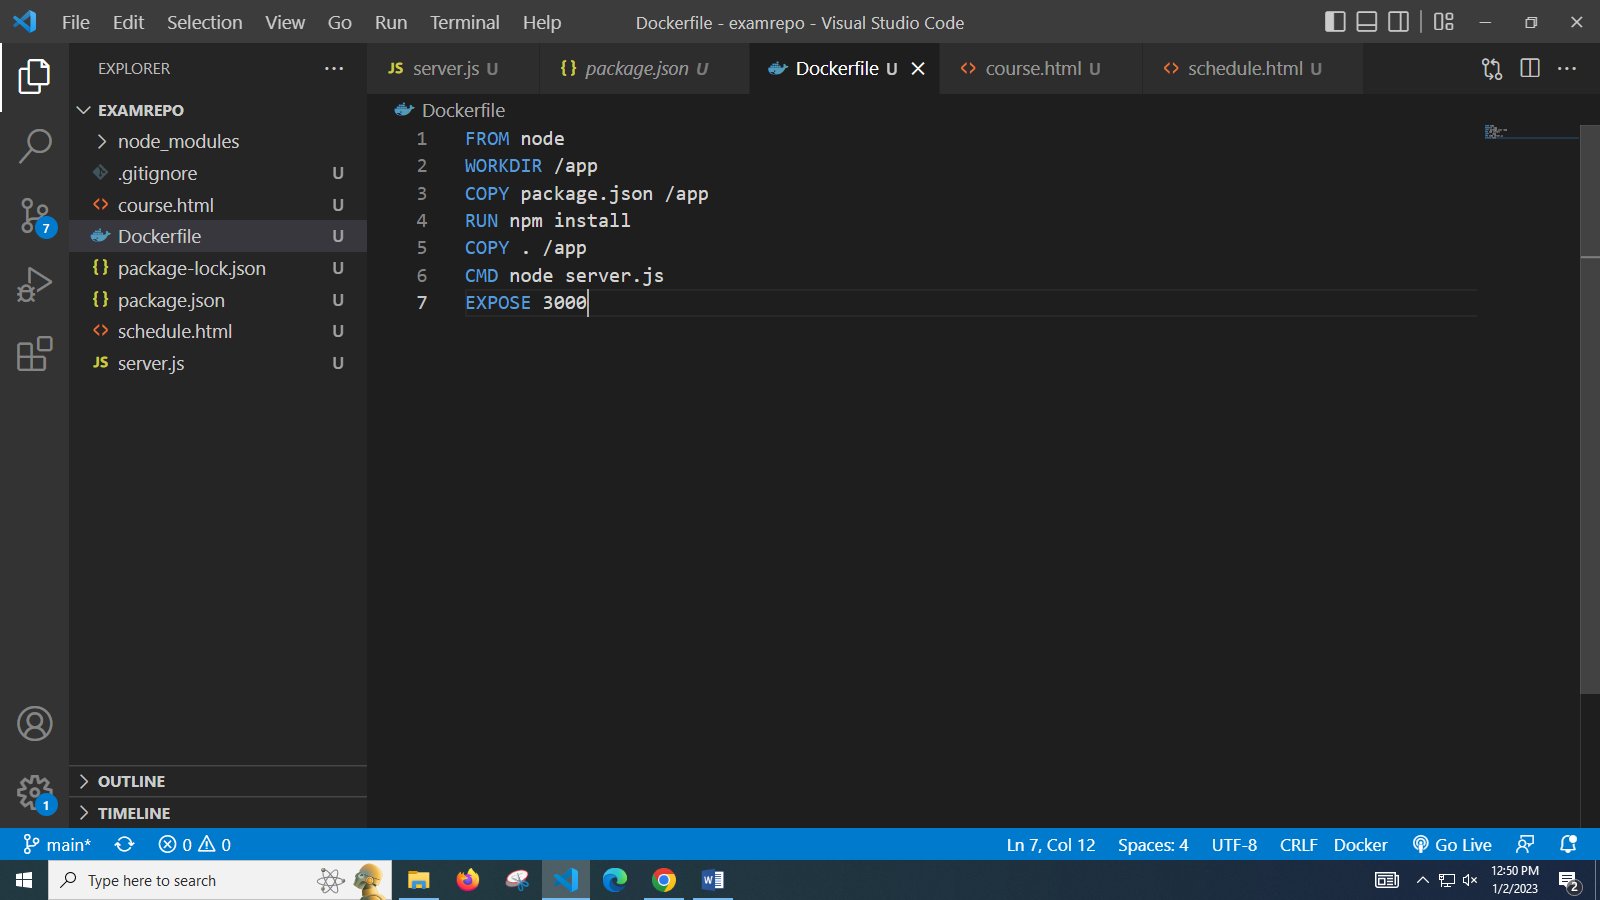 File Edit Selection View Go Run Terminal Help Dockerfile - examrepo - Visual Studio Code
EXPLORER
JS server.js U {} package.json U Dockerfile U course.html U schedule.html U
EXAMREPO
node_modules
.gitignore U
course.html U
Dockerfile U
package-lock.json U
package.json U
schedule.html U
JS server.js U
OUTLINE
TIMELINE
7
1
Dockerfile
1 FROM node
2 WORKDIR /app
3 COPY package.json /app
4 RUN npm install
5 COPY . /app
6 CMD node server.js
7 EXPOSE 3000
main* 0 0 Ln 7, Col 12 Spaces: 4 UTF-8 CRLF Docker Go Live
Type here to search
12:50 PM
1/2/2023
2